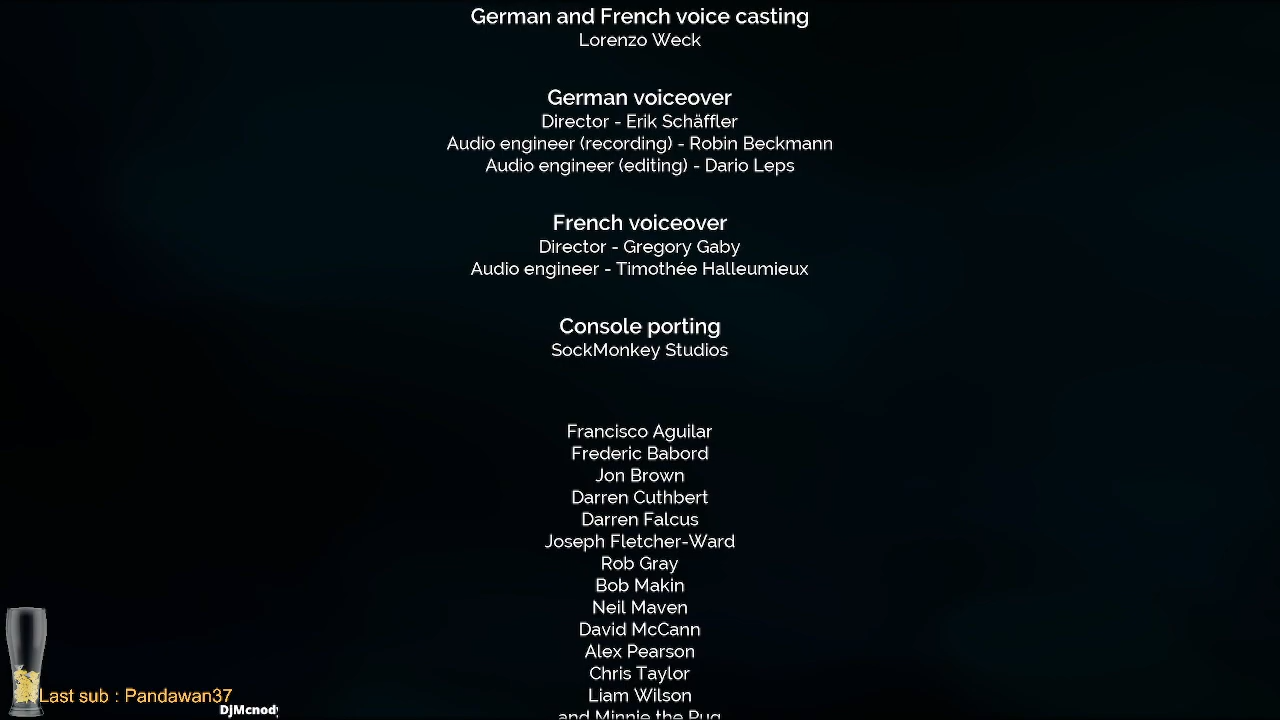 German and French voice casting
Lorenzo Weck
German voiceover
Director - Erik Schäffler
Audio engineer (recording) - Robin Beckmann
Audio engineer (editing) - Dario Leps
French voiceover
Director - Gregory Gaby
Audio engineer - Timothée Halleumieux
Console porting
SockMonkey Studios
Francisco Aguilar
Frederic Babord
Jon Brown
Darren Cuthbert
Darren Falcus
Joseph Fletcher-Ward
Rob Gray
Bob Makin
Neil Maven
David McCann
Alex Pearson
Chris Taylor
Liam Wilson
and Minnie the Pug
Last sub : Pandawan37
DjMcnody